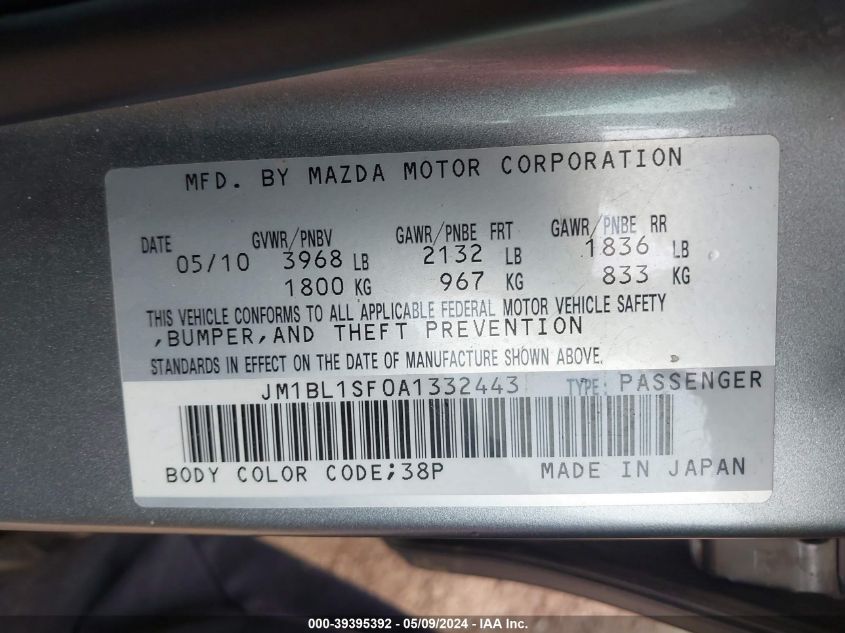 MFD. BY MAZDA MOTOR CORPORATION
DATE GVWR/PNBV GAWR/PNBE FRT GAWR/PNBE RR
05/10 3968 LB 2132 LB 1836 LB
1800 KG 967 KG 833 KG
THIS VEHICLE CONFORMS TO ALL APPLICABLE FEDERAL MOTOR VEHICLE SAFETY
,BUMPER,AND THEFT PREVENTION
STANDARDS IN EFFECT ON THE DATE OF MANUFACTURE SHOWN ABOVE.
JM1BL1SF0A1332443 TYPE: PASSENGER
BODY COLOR CODE;38P MADE IN JAPAN
000-39395392 - 05/09/2024 - IAA Inc.